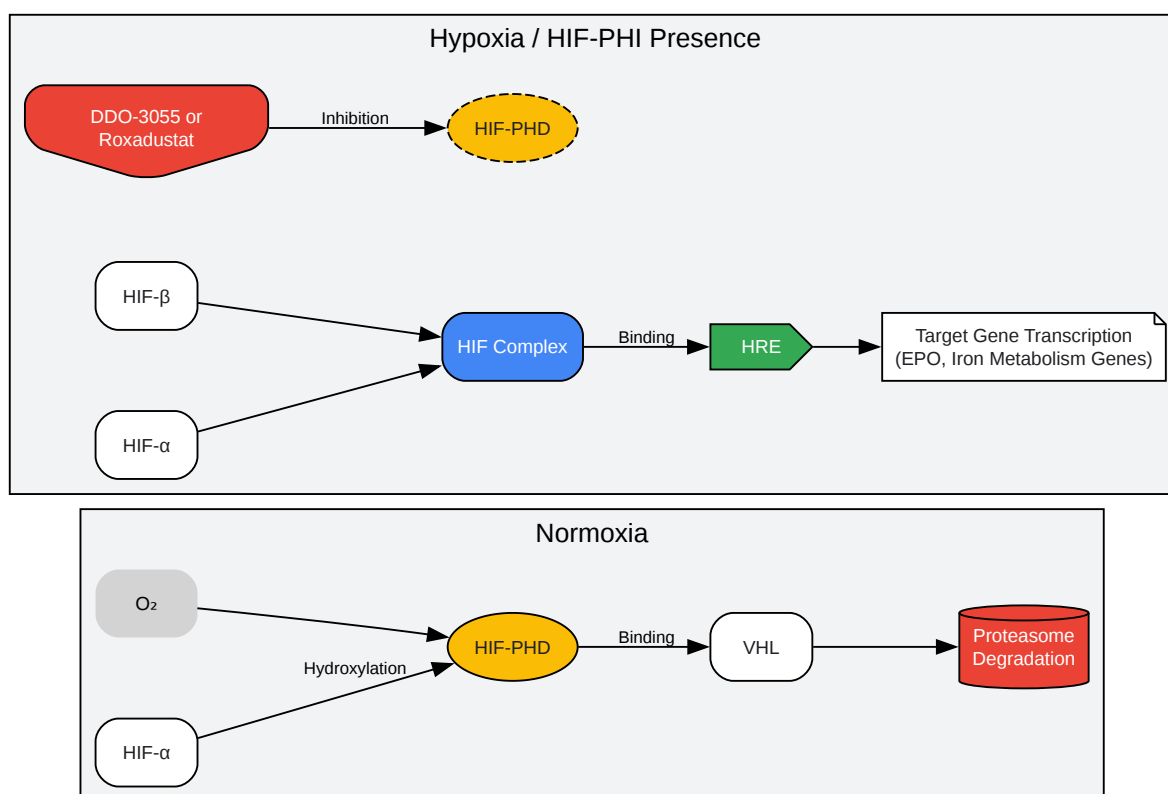 Hypoxia / HIF-PHI Presence
DDO-3055 or
Roxadustat
Inhibition
HIF-PHD
HIF-β
HIF Complex
Binding
HRE
Target Gene Transcription
(EPO, Iron Metabolism Genes)
HIF-α
Normoxia
O₂
Hydroxylation
HIF-PHD
Binding
VHL
Proteasome
Degradation
HIF-α